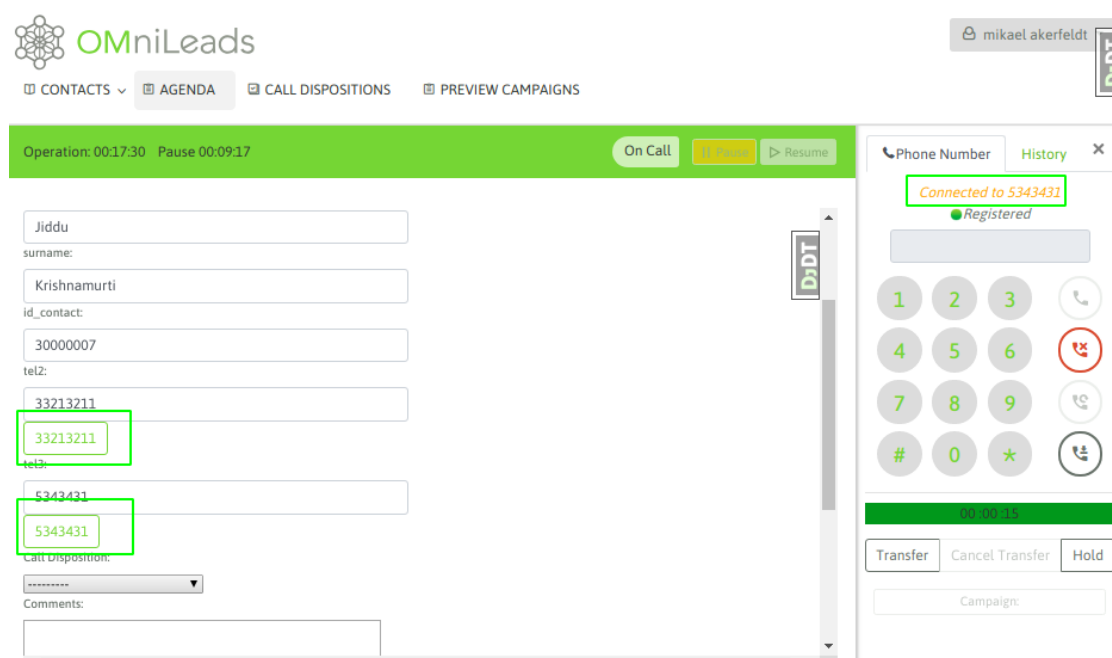 OMniLeads
mikael akerfeldt
CONTACTS
AGENDA
CALL DISPOSITIONS
PREVIEW CAMPAIGNS
DJDT
Operation: 00:17:30 Pause 00:09:17
On Call
Pause
Resume
Jiddu
surname:
Krishnamurti
id_contact:
30000007
tel2:
33213211
33213211
tel3:
5343431
5343431
Call Disposition:
---------
Comments:
DJDT
Phone Number
History
×
Connected to 5343431
Registered
1 2 3
4 5 6
7 8 9
# 0 *
00:00:15
Transfer
Cancel Transfer
Hold
Campaign: